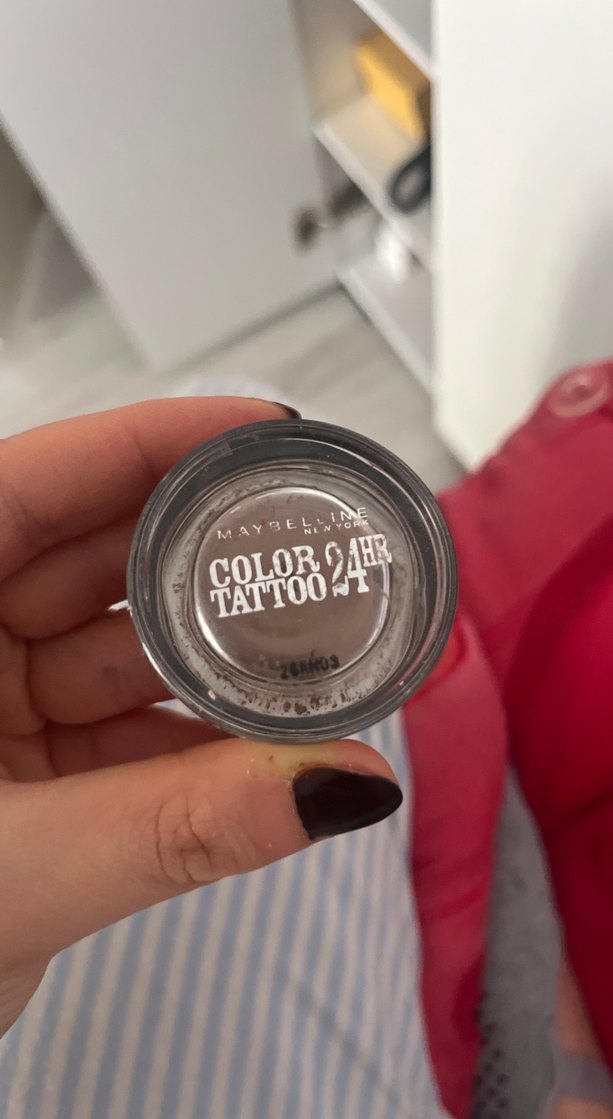 MAYBELLINE
NEW YORK
COLOR
TATTOO
24HR